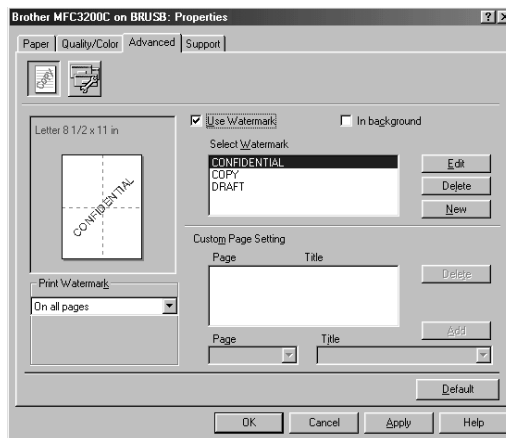 Brother MFC3200C on BRUSB: Properties
Paper Quality/Color Advanced Support
Copy
Letter 8 1/2 x 11 in
CONFIDENTIAL
Print Watermark
On all pages
Use Watermark In background
Select Watermark
CONFIDENTIAL
COPY
DRAFT
Edit
Delete
New
Custom Page Setting
Page Title
Delete
Add
Page Title
Default
OK Cancel Apply Help